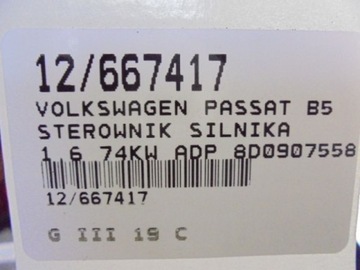 12/667417
VOLKSWAGEN PASSAT B5
STEROWNIK SILNIKA
1.6 74KW ADP 8D0907558
12/667417
G III 19 C